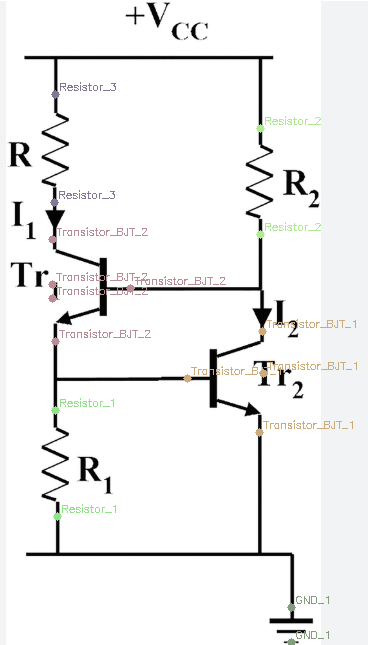 +VCC
Resistor_3
Resistor_2
R
R2
Resistor_3
I1
Transistor_BJT_2
Resistor_2
Tr
Transistor_BJT_2
Transistor_BJT_2
Transistor_BJT_2
I2
Transistor_BJT_1
Transistor_BJT_2
Transistor_BJT_1
Transistor_BJT_1
Tr2
Resistor_1
Transistor_BJT_1
R1
Resistor_1
GND_1
GND_1